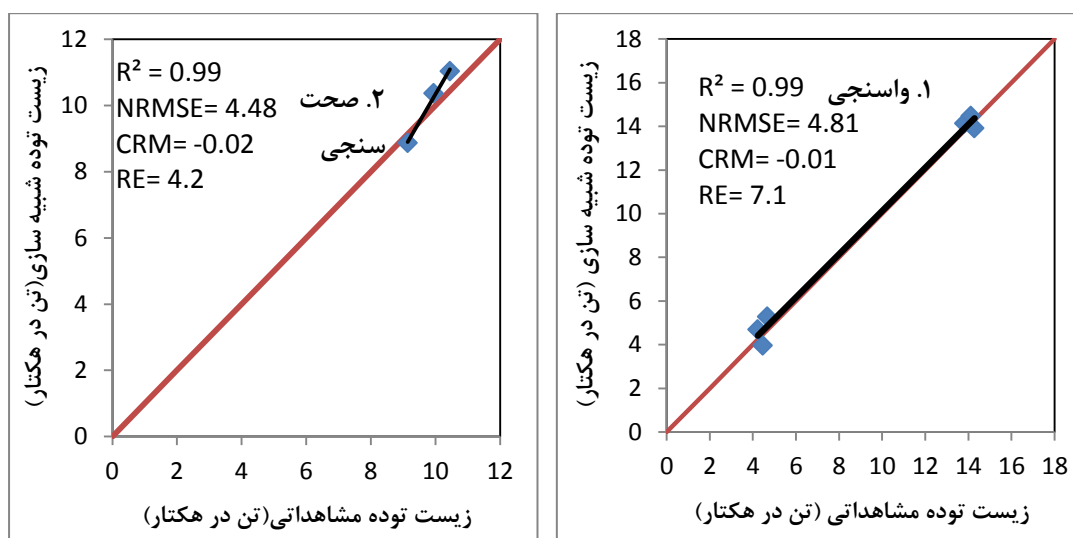 زیست توده شبیه سازی(تن در هکتار)
12
10
8
6
4
2
0
R² = 0.99
NRMSE= 4.48
CRM= -0.02
RE= 4.2
۲. صحت
سنجی
0 2 4 6 8 10 12
زیست توده مشاهداتی(تن در هکتار)
زیست توده شبیه سازی (تن در هکتار)
18
16
14
12
10
8
6
4
2
0
R² = 0.99
NRMSE= 4.81
CRM= -0.01
RE= 7.1
۱. واسنجی
0 2 4 6 8 10 12 14 16 18
زیست توده مشاهداتی (تن در هکتار)